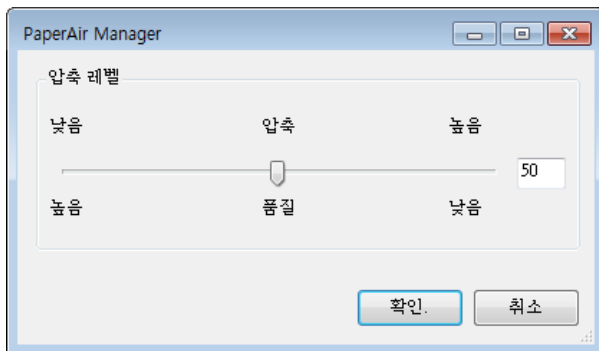 PaperAir Manager
압축 레벨
낮음 압축 높음
50
높음 품질 낮음
확인. 취소